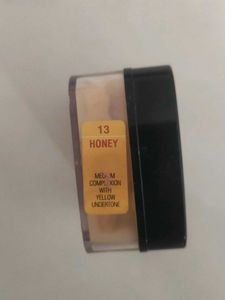 13
HONEY
MEDIUM
COMPLEXION
WITH
YELLOW
UNDERTONE